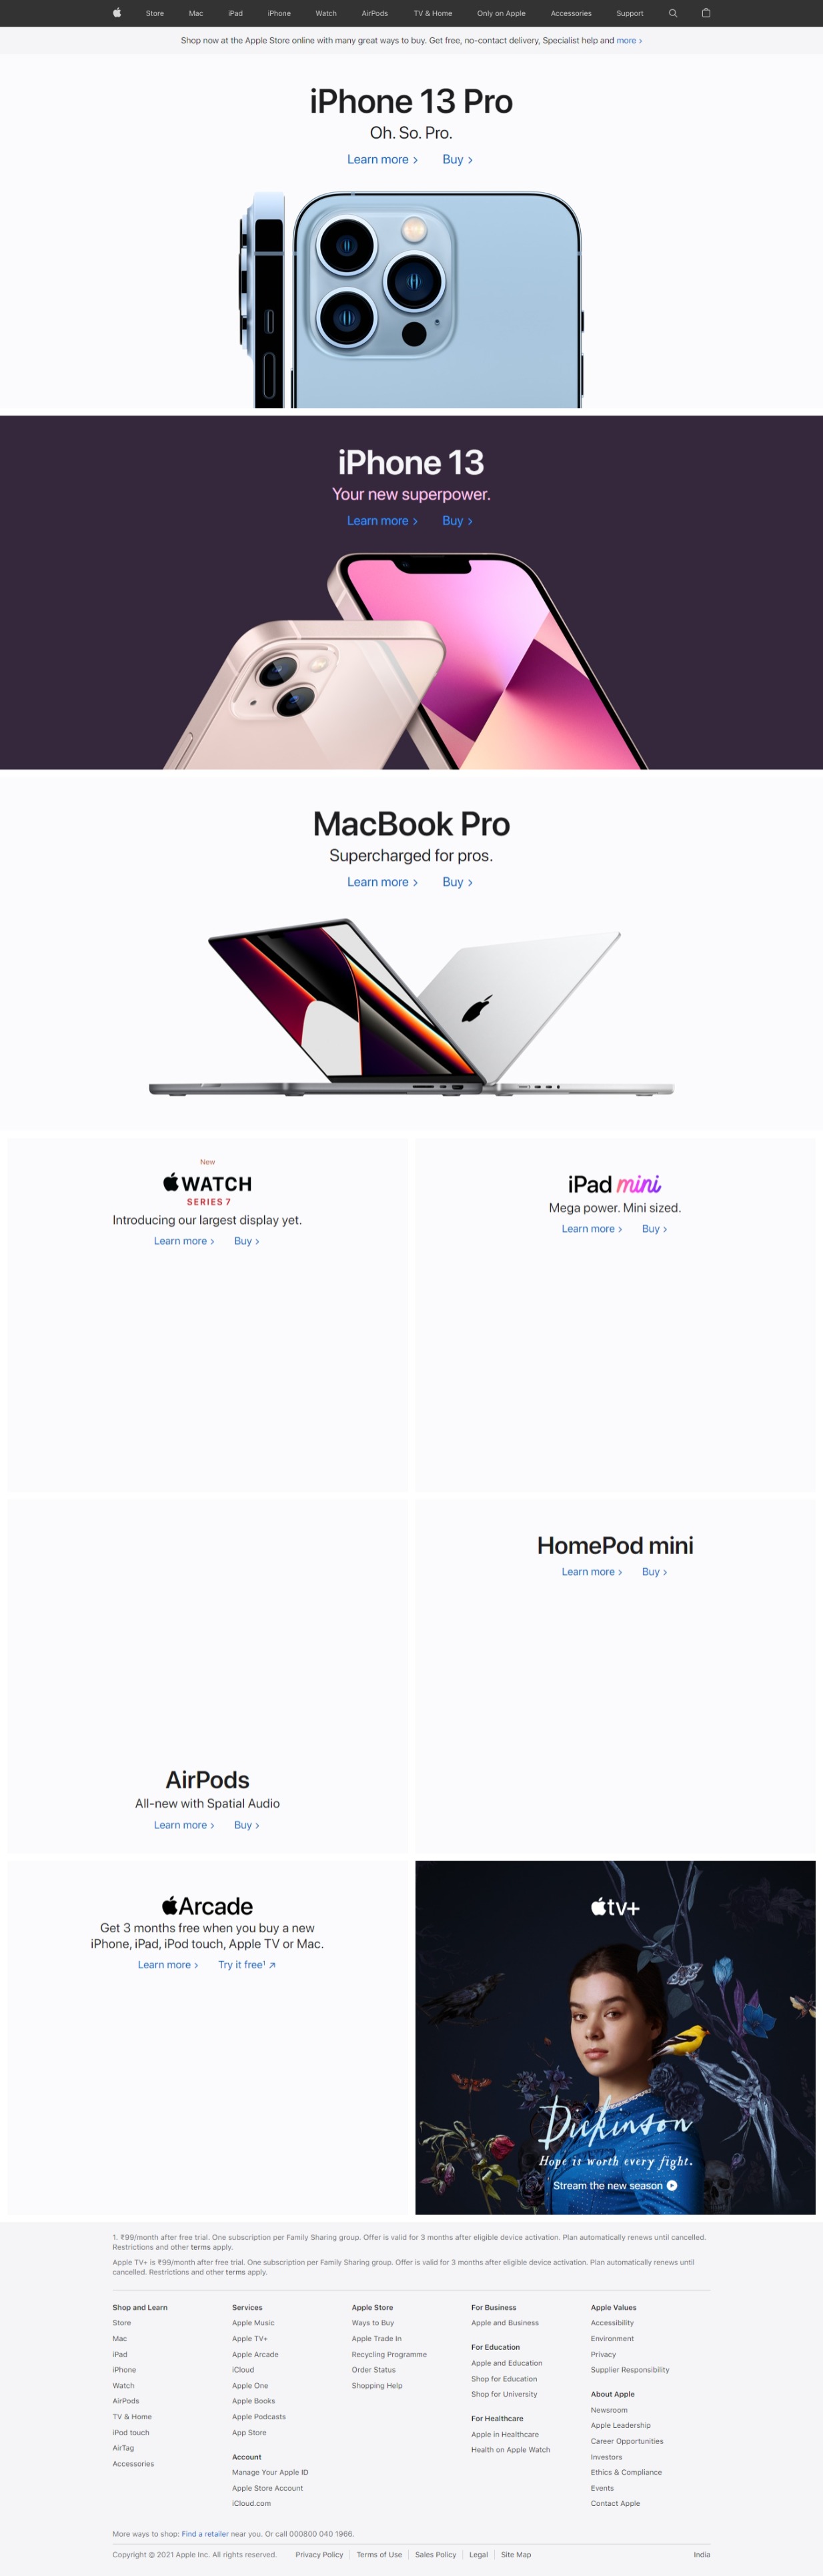 Store Mac iPad iPhone Watch AirPods TV & Home Only on Apple Accessories Support
Shop now at the Apple Store online with many great ways to buy. Get free, no-contact delivery, Specialist help and more >
iPhone 13 Pro
Oh. So. Pro.
Learn more > Buy >
iPhone 13
Your new superpower.
Learn more > Buy >
MacBook Pro
Supercharged for pros.
Learn more > Buy >
New
WATCH
SERIES 7
Introducing our largest display yet.
Learn more > Buy >
iPad mini
Mega power. Mini sized.
Learn more > Buy >
HomePod mini
Learn more > Buy >
AirPods
All-new with Spatial Audio
Learn more > Buy >
Arcade
Get 3 months free when you buy a new
iPhone, iPad, iPod touch, Apple TV or Mac.
Learn more > Try it free¹ ↗
tv+
Dickinson
Hope is worth every fight.
Stream the new season
1. ₹99/month after free trial. One subscription per Family Sharing group. Offer is valid for 3 months after eligible device activation. Plan automatically renews until cancelled.
Restrictions and other terms apply.
Apple TV+ is ₹99/month after free trial. One subscription per Family Sharing group. Offer is valid for 3 months after eligible device activation. Plan automatically renews until
cancelled. Restrictions and other terms apply.
Shop and Learn
Store
Mac
iPad
iPhone
Watch
AirPods
TV & Home
iPod touch
AirTag
Accessories
Services
Apple Music
Apple TV+
Apple Arcade
iCloud
Apple One
Apple Books
Apple Podcasts
App Store
Account
Manage Your Apple ID
Apple Store Account
iCloud.com
Apple Store
Ways to Buy
Apple Trade In
Recycling Programme
Order Status
Shopping Help
For Business
Apple and Business
For Education
Apple and Education
Shop for Education
Shop for University
For Healthcare
Apple in Healthcare
Health on Apple Watch
Apple Values
Accessibility
Environment
Privacy
Supplier Responsibility
About Apple
Newsroom
Apple Leadership
Career Opportunities
Investors
Ethics & Compliance
Events
Contact Apple
More ways to shop: Find a retailer near you. Or call 000800 040 1966.
Copyright © 2021 Apple Inc. All rights reserved. Privacy Policy | Terms of Use | Sales Policy | Legal | Site Map India